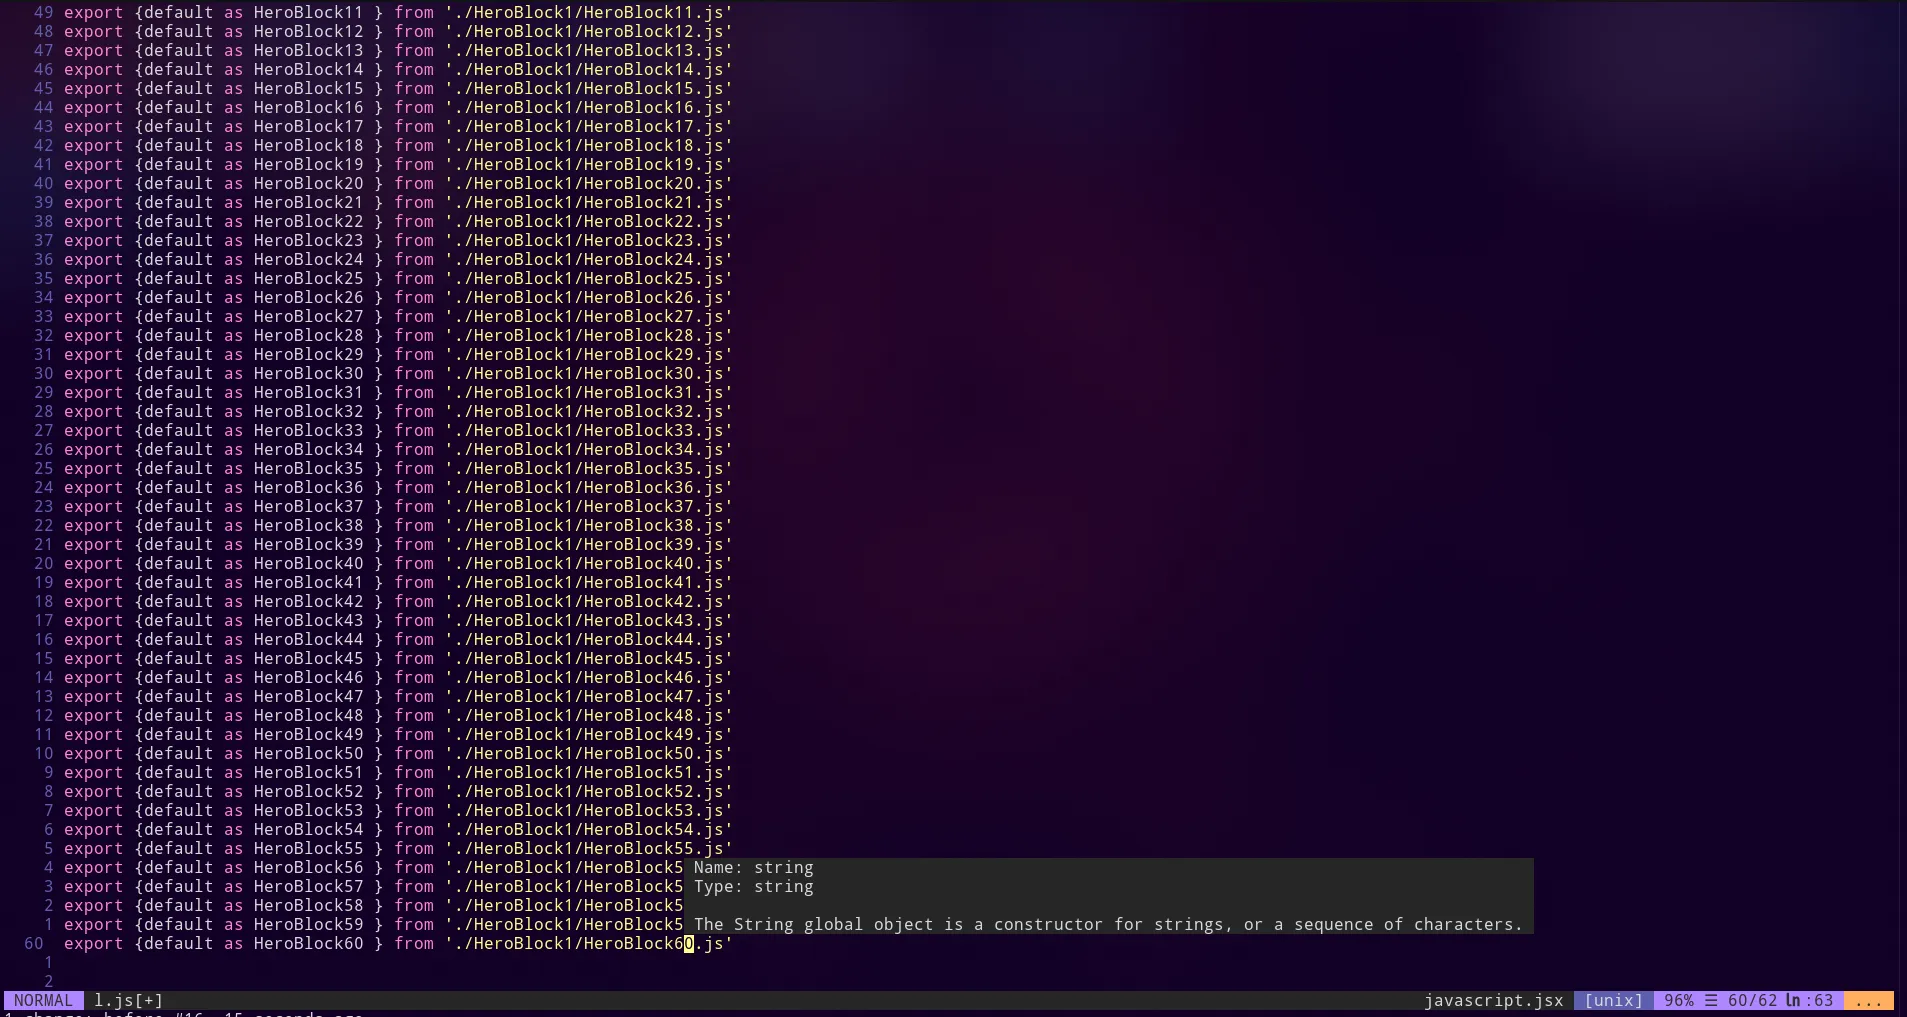 49 export {default as HeroBlock11 } from './HeroBlock1/HeroBlock11.js'
48 export {default as HeroBlock12 } from './HeroBlock1/HeroBlock12.js'
47 export {default as HeroBlock13 } from './HeroBlock1/HeroBlock13.js'
46 export {default as HeroBlock14 } from './HeroBlock1/HeroBlock14.js'
45 export {default as HeroBlock15 } from './HeroBlock1/HeroBlock15.js'
44 export {default as HeroBlock16 } from './HeroBlock1/HeroBlock16.js'
43 export {default as HeroBlock17 } from './HeroBlock1/HeroBlock17.js'
42 export {default as HeroBlock18 } from './HeroBlock1/HeroBlock18.js'
41 export {default as HeroBlock19 } from './HeroBlock1/HeroBlock19.js'
40 export {default as HeroBlock20 } from './HeroBlock1/HeroBlock20.js'
39 export {default as HeroBlock21 } from './HeroBlock1/HeroBlock21.js'
38 export {default as HeroBlock22 } from './HeroBlock1/HeroBlock22.js'
37 export {default as HeroBlock23 } from './HeroBlock1/HeroBlock23.js'
36 export {default as HeroBlock24 } from './HeroBlock1/HeroBlock24.js'
35 export {default as HeroBlock25 } from './HeroBlock1/HeroBlock25.js'
34 export {default as HeroBlock26 } from './HeroBlock1/HeroBlock26.js'
33 export {default as HeroBlock27 } from './HeroBlock1/HeroBlock27.js'
32 export {default as HeroBlock28 } from './HeroBlock1/HeroBlock28.js'
31 export {default as HeroBlock29 } from './HeroBlock1/HeroBlock29.js'
30 export {default as HeroBlock30 } from './HeroBlock1/HeroBlock30.js'
29 export {default as HeroBlock31 } from './HeroBlock1/HeroBlock31.js'
28 export {default as HeroBlock32 } from './HeroBlock1/HeroBlock32.js'
27 export {default as HeroBlock33 } from './HeroBlock1/HeroBlock33.js'
26 export {default as HeroBlock34 } from './HeroBlock1/HeroBlock34.js'
25 export {default as HeroBlock35 } from './HeroBlock1/HeroBlock35.js'
24 export {default as HeroBlock36 } from './HeroBlock1/HeroBlock36.js'
23 export {default as HeroBlock37 } from './HeroBlock1/HeroBlock37.js'
22 export {default as HeroBlock38 } from './HeroBlock1/HeroBlock38.js'
21 export {default as HeroBlock39 } from './HeroBlock1/HeroBlock39.js'
20 export {default as HeroBlock40 } from './HeroBlock1/HeroBlock40.js'
19 export {default as HeroBlock41 } from './HeroBlock1/HeroBlock41.js'
18 export {default as HeroBlock42 } from './HeroBlock1/HeroBlock42.js'
17 export {default as HeroBlock43 } from './HeroBlock1/HeroBlock43.js'
16 export {default as HeroBlock44 } from './HeroBlock1/HeroBlock44.js'
15 export {default as HeroBlock45 } from './HeroBlock1/HeroBlock45.js'
14 export {default as HeroBlock46 } from './HeroBlock1/HeroBlock46.js'
13 export {default as HeroBlock47 } from './HeroBlock1/HeroBlock47.js'
12 export {default as HeroBlock48 } from './HeroBlock1/HeroBlock48.js'
11 export {default as HeroBlock49 } from './HeroBlock1/HeroBlock49.js'
10 export {default as HeroBlock50 } from './HeroBlock1/HeroBlock50.js'
9 export {default as HeroBlock51 } from './HeroBlock1/HeroBlock51.js'
8 export {default as HeroBlock52 } from './HeroBlock1/HeroBlock52.js'
7 export {default as HeroBlock53 } from './HeroBlock1/HeroBlock53.js'
6 export {default as HeroBlock54 } from './HeroBlock1/HeroBlock54.js'
5 export {default as HeroBlock55 } from './HeroBlock1/HeroBlock55.js'
4 export {default as HeroBlock56 } from './HeroBlock1/HeroBlock5 Name: string
3 export {default as HeroBlock57 } from './HeroBlock1/HeroBlock5 Type: string
2 export {default as HeroBlock58 } from './HeroBlock1/HeroBlock5
1 export {default as HeroBlock59 } from './HeroBlock1/HeroBlock5 The String global object is a constructor for strings, or a sequence of characters.
60 export {default as HeroBlock60 } from './HeroBlock1/HeroBlock60.js'
1
2
NORMAL l.js[+] javascript.jsx [unix] 96% ☰ 60/62 ln :63 ...
1 change; before #16 15 seconds ago